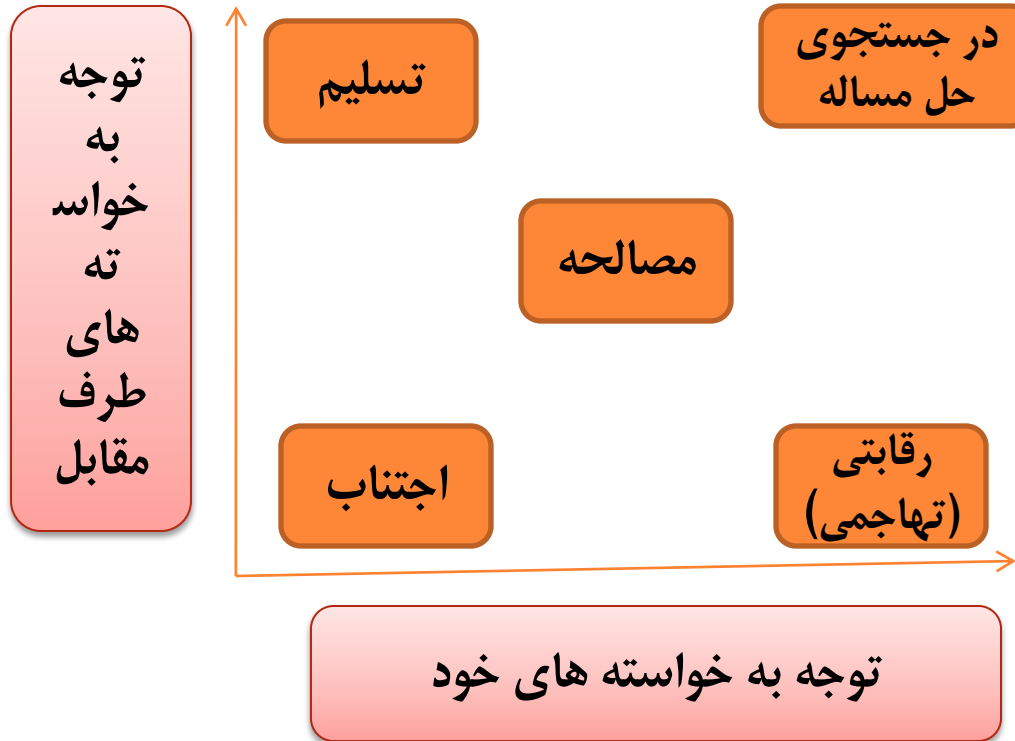 توجه
به
خواس
ته
های
طرف
مقابل
در جستجوی
حل مساله
تسلیم
مصالحه
رقابتی
(تهاجمی)
اجتناب
توجه به خواسته های خود